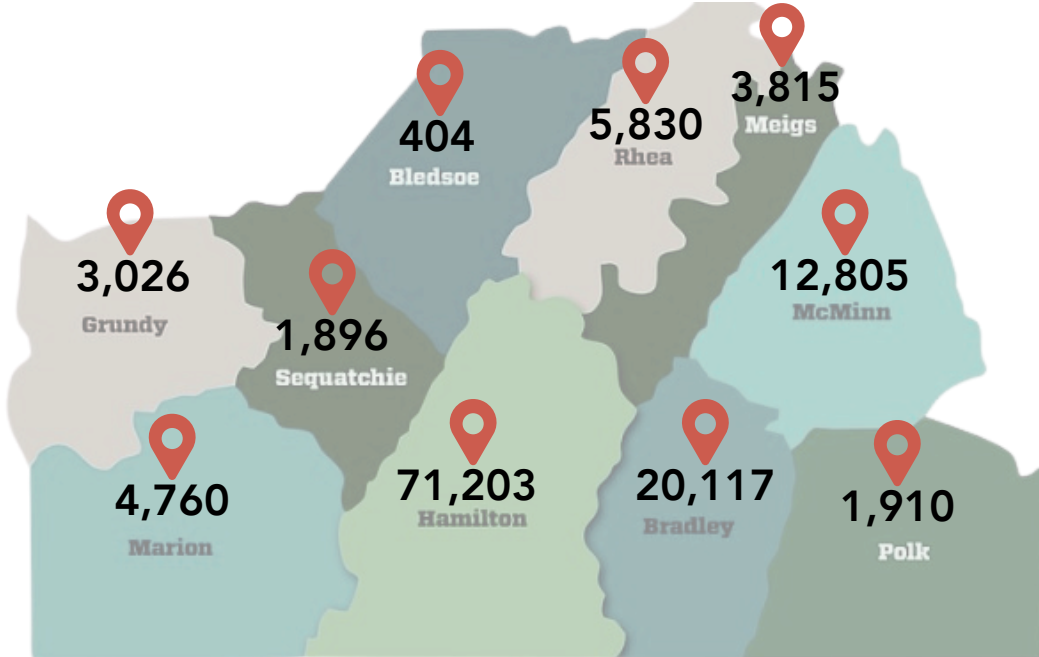 3,815
Meigs
404
Bledsoe
5,830
Rhea
3,026
Grundy
1,896
Sequatchie
12,805
McMinn
4,760
Marion
71,203
Hamilton
20,117
Bradley
1,910
Polk